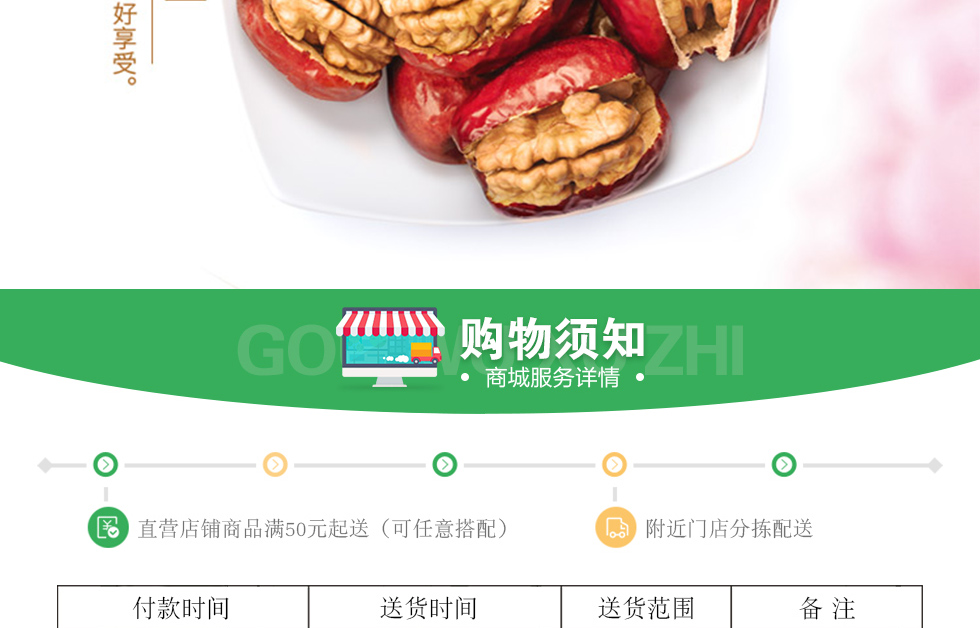 好享受。
购物须知
• 商城服务详情 •
直营店铺商品满50元起送（可任意搭配）
附近门店分拣配送
付款时间 送货时间 送货范围 备 注